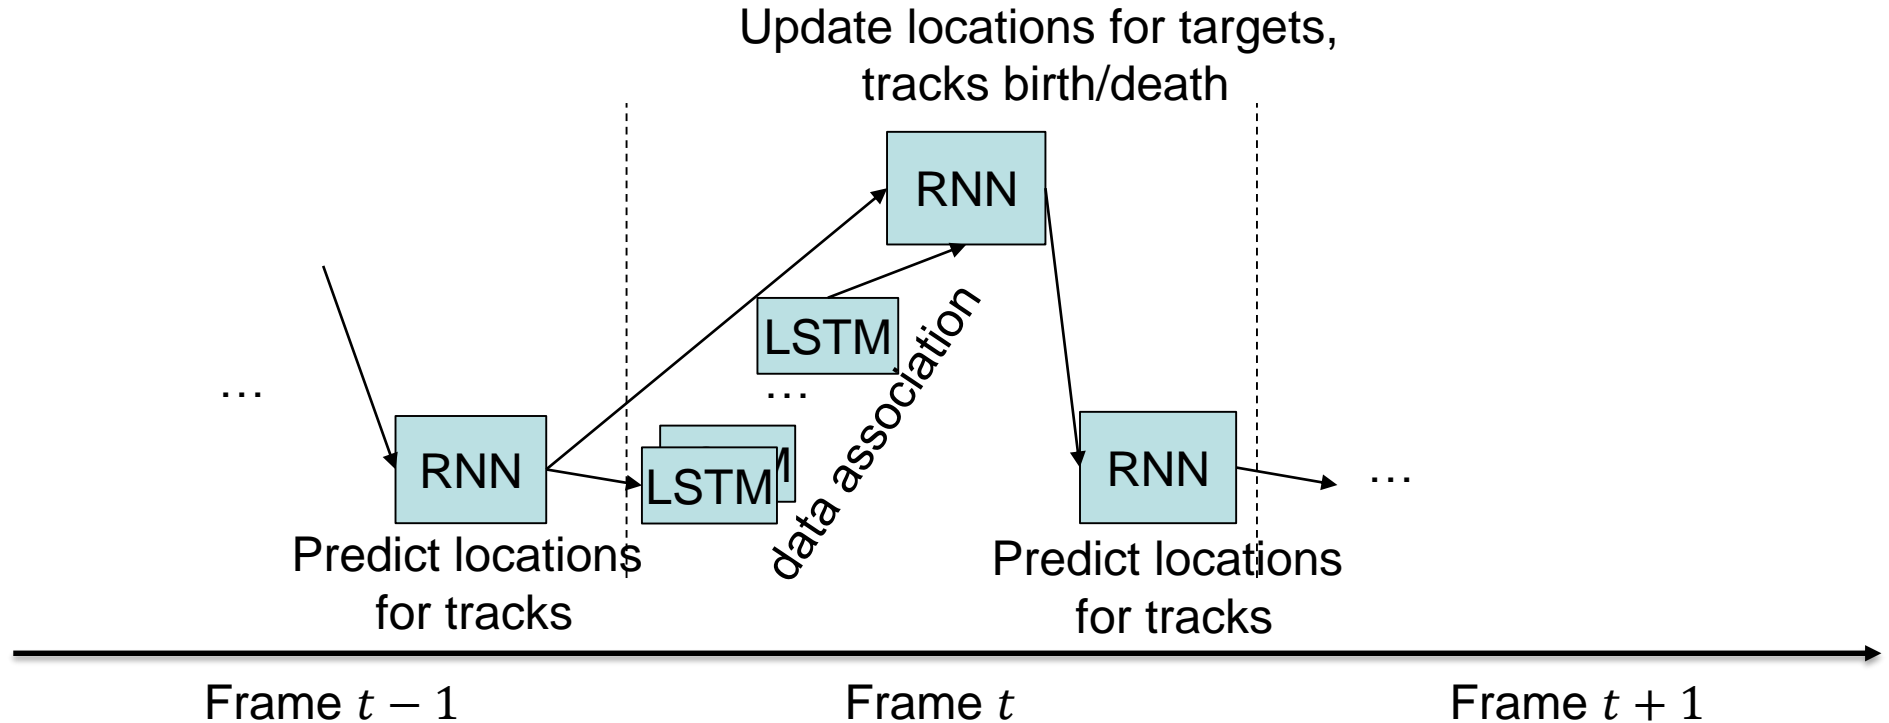 Update locations for targets,
tracks birth/death
RNN
LSTM
…
…
RNN
LSTM
M
data association
RNN
…
Predict locations
for tracks
Predict locations
for tracks
Frame t − 1
Frame t
Frame t + 1